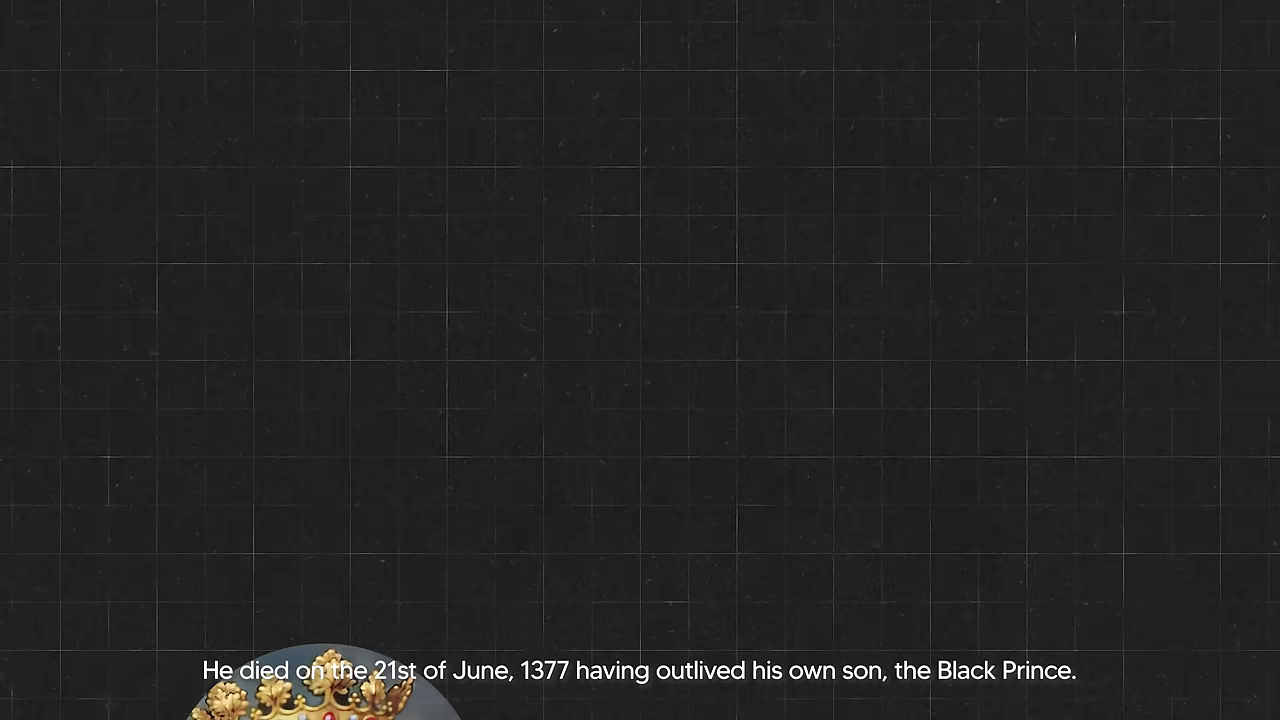 He died on the 21st of June, 1377 having outlived his own son, the Black Prince.